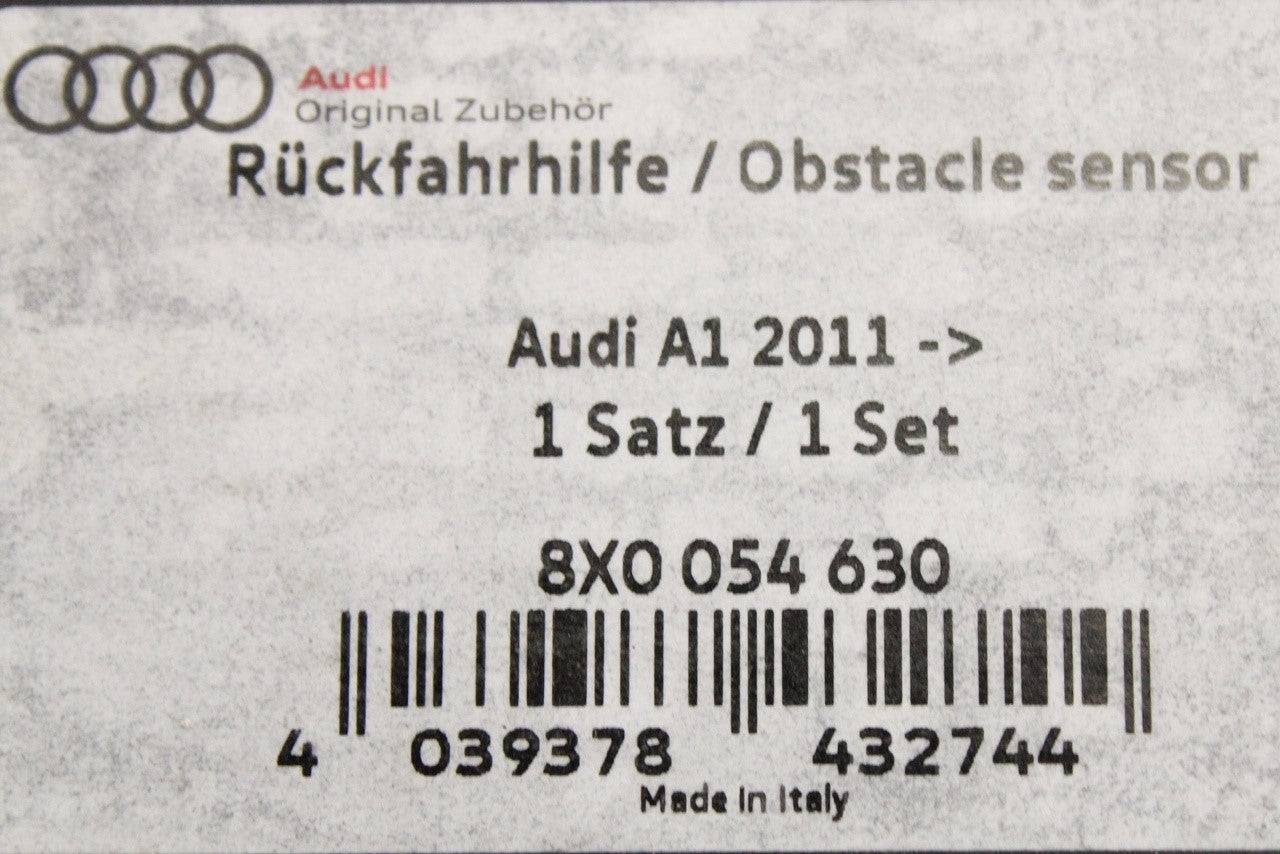 Audi
Original Zubehör
Rückfahrhilfe / Obstacle sensor
Audi A1 2011 ->
1 Satz / 1 Set
8X0 054 630
4 039378 432744
Made In Italy